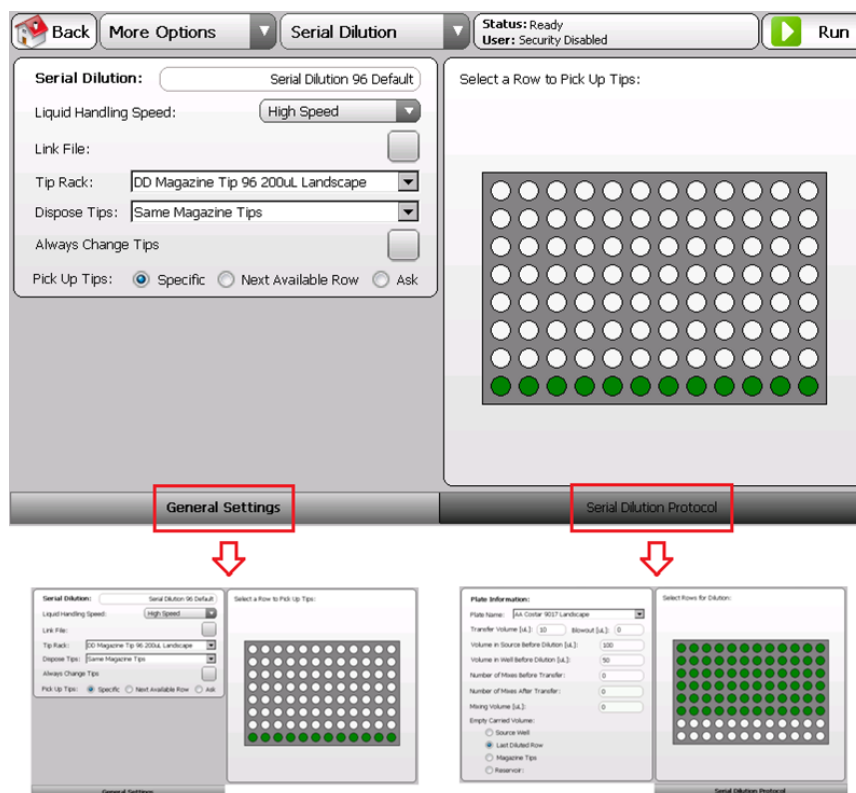 Back
More Options
Serial Dilution
Status: Ready
User: Security Disabled
Run
Serial Dilution: Serial Dilution 96 Default
Liquid Handling Speed: High Speed
Link File:
Tip Rack: DD Magazine Tip 96 200uL Landscape
Dispose Tips: Same Magazine Tips
Always Change Tips
Pick Up Tips: Specific Next Available Row Ask
Select a Row to Pick Up Tips:
General Settings
Serial Dilution Protocol
Serial Dilution: Serial Dilution 96 Default
Liquid Handling Speed: High Speed
Link File:
Tip Rack: DD Magazine Tip 96 200uL Landscape
Dispose Tips: Same Magazine Tips
Always Change Tips
Pick Up Tips: Specific Next Available Row Ask
Select a Row to Pick Up Tips:
General Settings
Plate Information:
Plate Name: AA Costar 9017 Landscape
Transfer Volume [uL]: 10 Blowout [uL]: 0
Volume in Source Before Dilution [uL]: 100
Volume in Well Before Dilution [uL]: 50
Number of Mixes Before Transfer: 0
Number of Mixes After Transfer: 0
Mixing Volume [uL]: 0
Empty Carried Volume:
Source Well
Last Diluted Row
Magazine Tips
Reservoir:
Select Rows for Dilution:
Serial Dilution Protocol